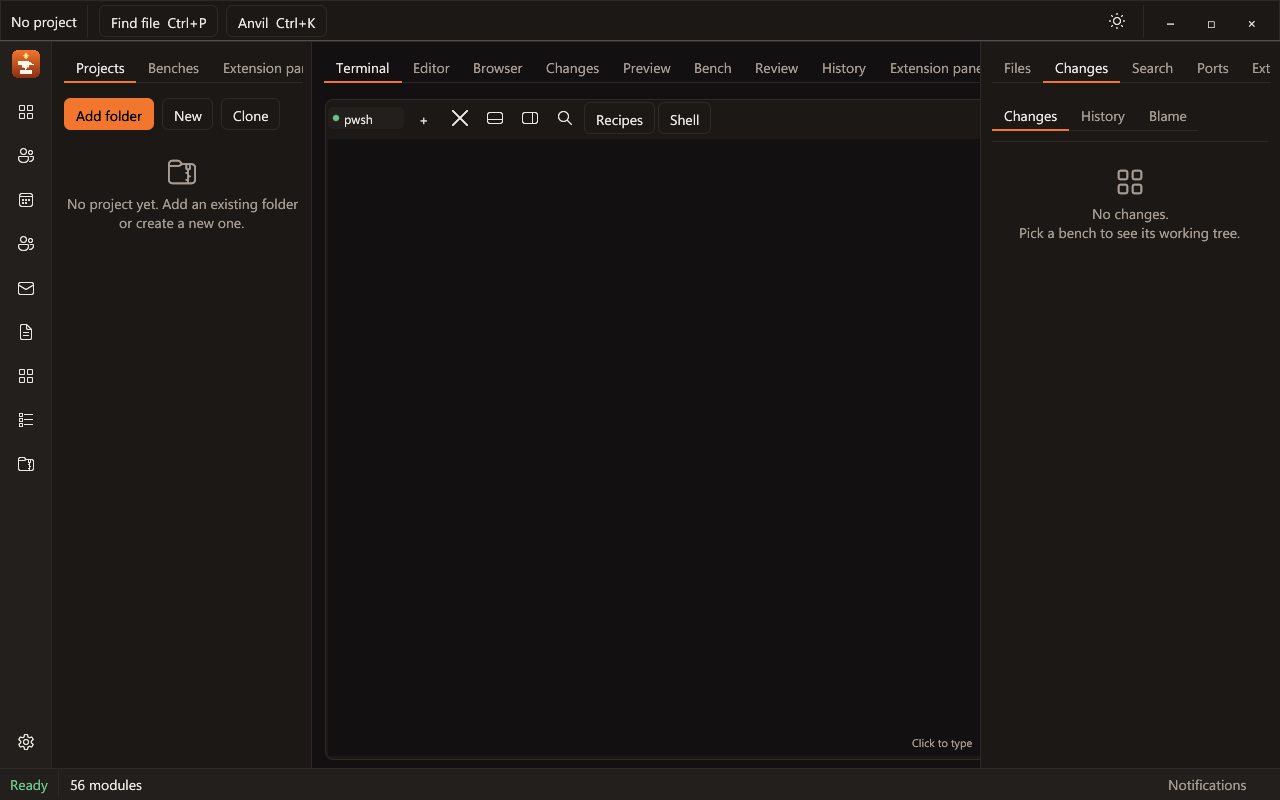 No project
Find file Ctrl+P
Anvil Ctrl+K
Projects
Benches
Extension par
Add folder
New
Clone
No project yet. Add an existing folder
or create a new one.
Terminal
Editor
Browser
Changes
Preview
Bench
Review
History
Extension pane
pwsh
+
Recipes
Shell
Click to type
Files
Changes
Search
Ports
Ext
Changes
History
Blame
No changes.
Pick a bench to see its working tree.
Ready
56 modules
Notifications